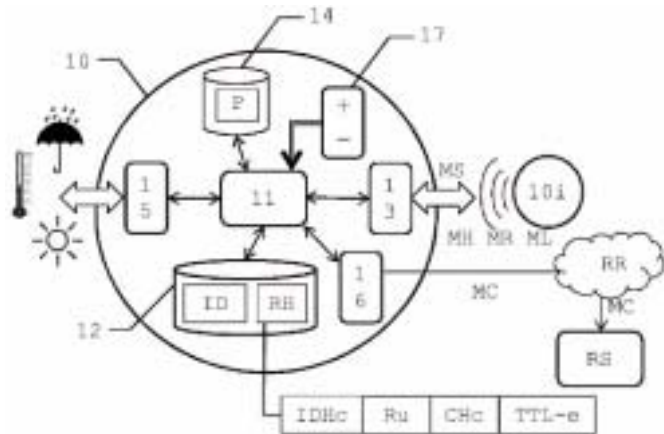 14
17
10
P
+
−
MS
1
5
11
1
3
10i
MH MR ML
RR
1
6
MC
MC
ID
RH
12
RS
IDHc Ru CHc TTL-e